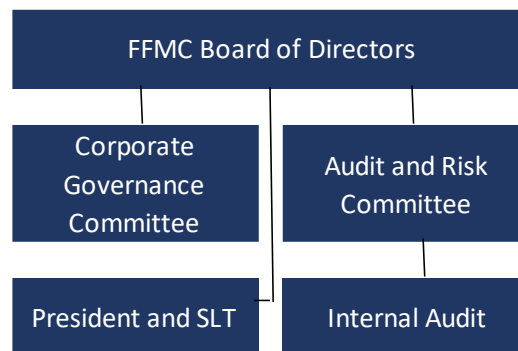 FFMC Board of Directors
Corporate
Governance
Committee
Audit and Risk
Committee
President and SLT
Internal Audit